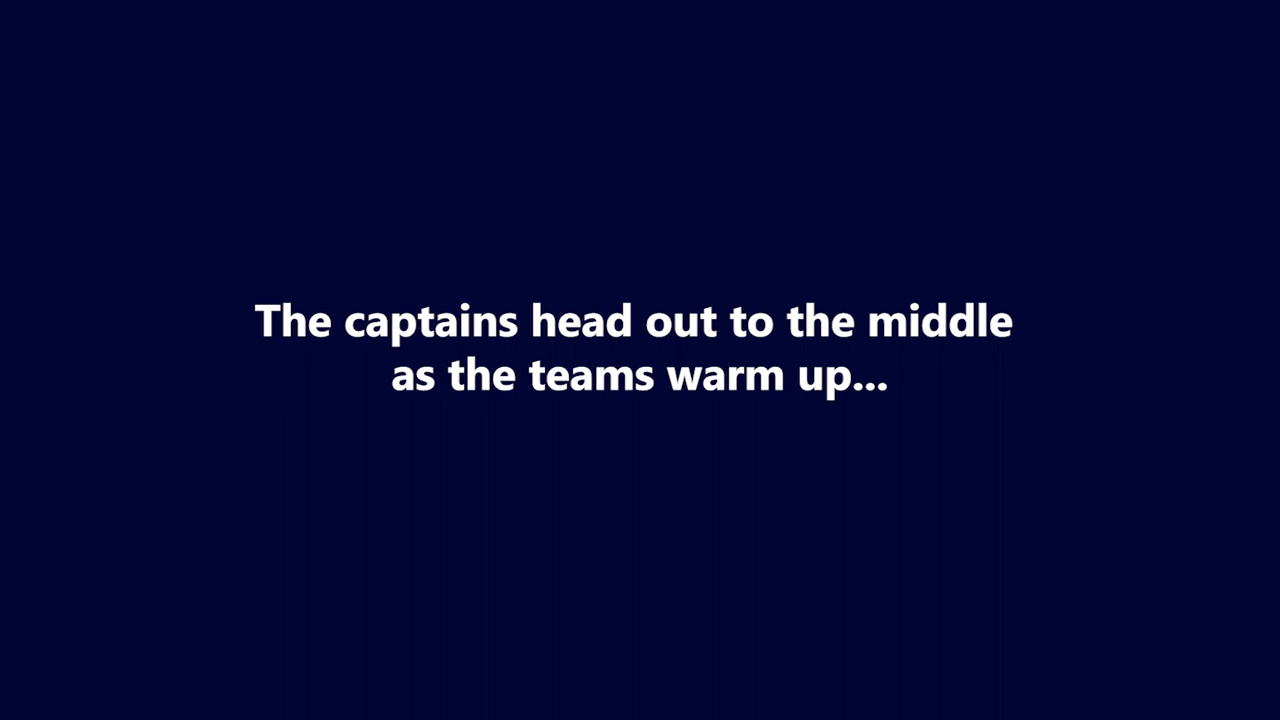 The captains head out to the middle
as the teams warm up...